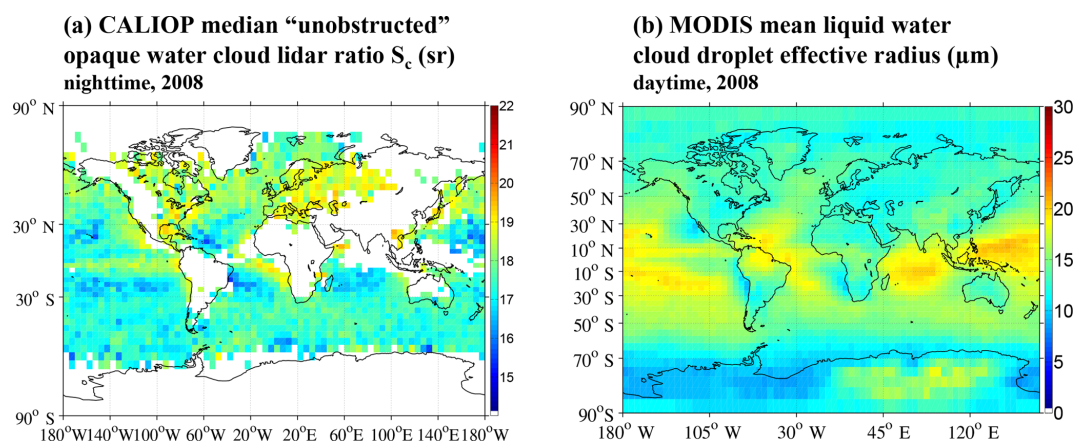 (a) CALIOP median “unobstructed”
opaque water cloud lidar ratio Sc (sr)
nighttime, 2008
90° N
30° N
30° S
90° S
180°W 140°W 100°W 60°W 20°W 20°E 60°E 100°E 140°E 180°W
22
21
20
19
18
17
16
15
(b) MODIS mean liquid water
cloud droplet effective radius (µm)
daytime, 2008
90° N
70° N
50° N
30° N
10° N
10° S
30° S
50° S
70° S
90°S
180° W 105°W 30°W 45° E 120° E
30
25
20
15
10
5
0